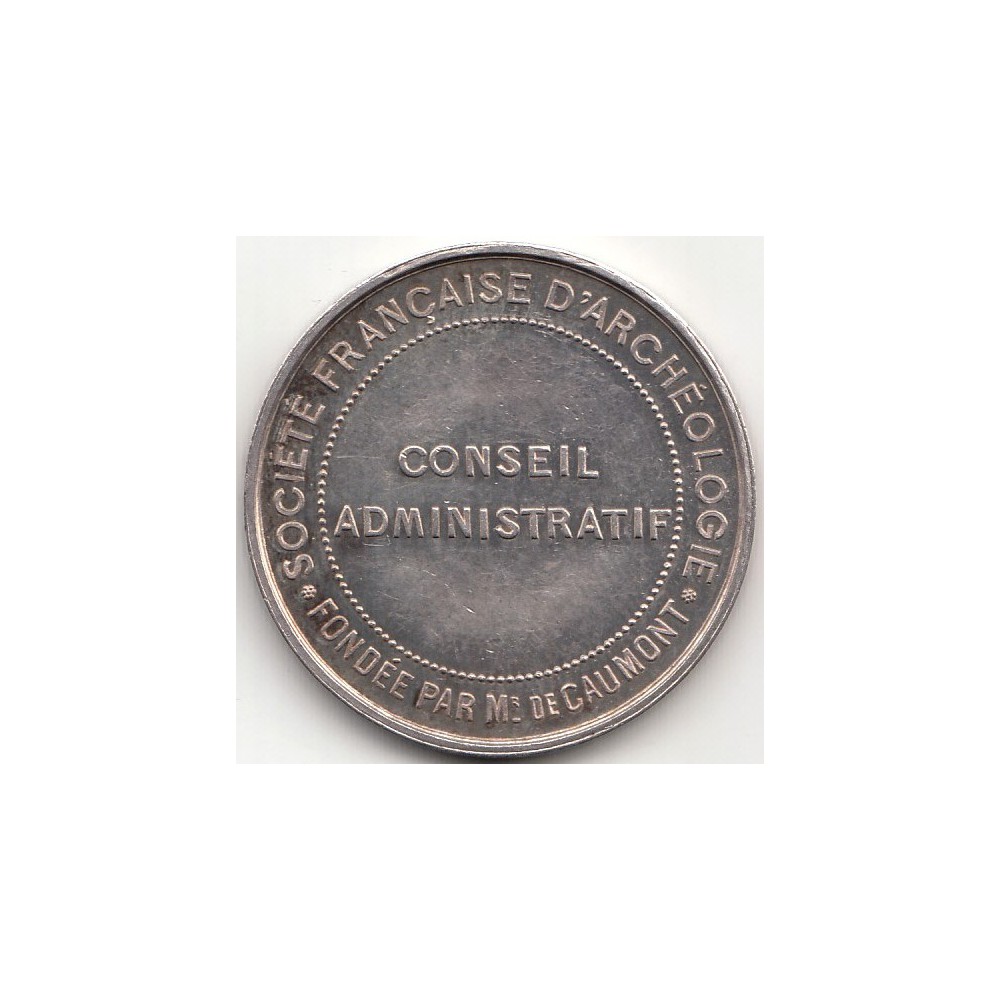 SOCIÉTÉ FRANÇAISE D'ARCHÉOLOGIE
CONSEIL
ADMINISTRATIF
* FONDÉE PAR MR. DE CAUMONT *